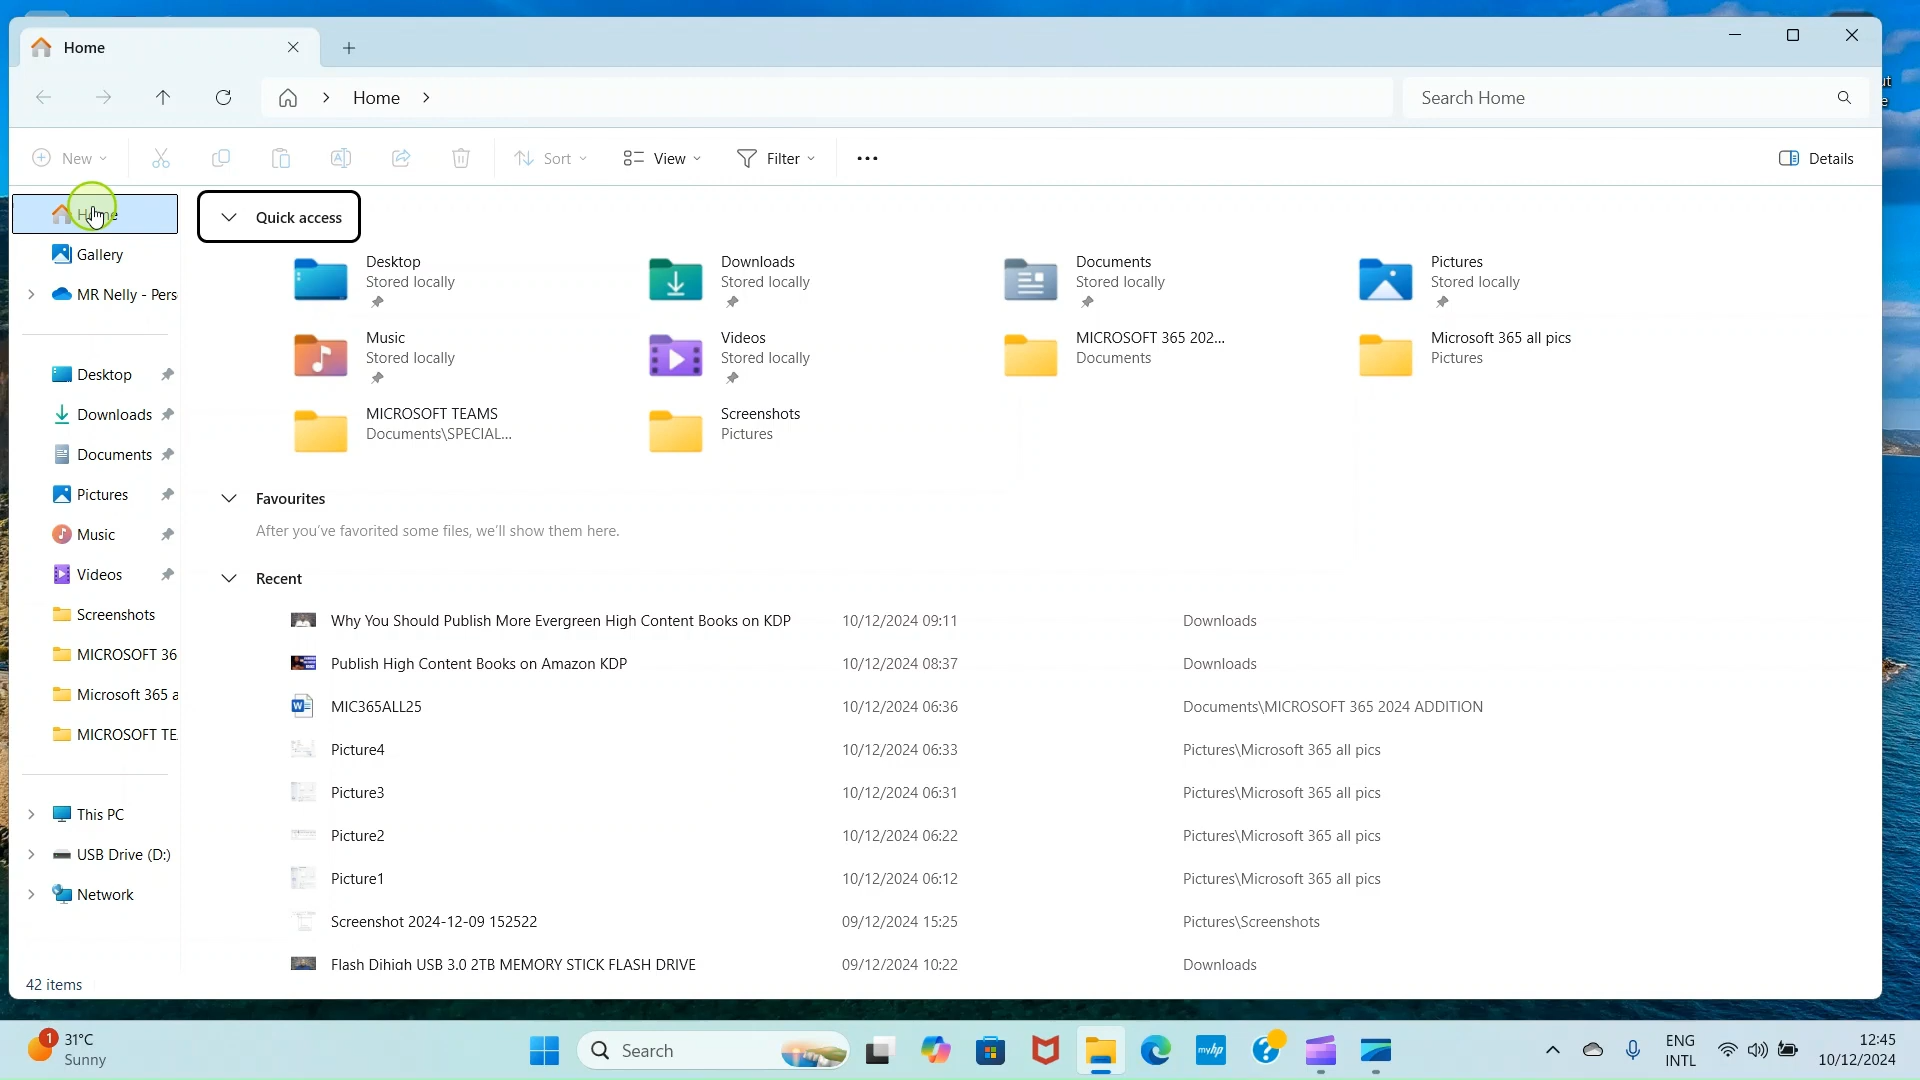 Home
Home
Search Home
New
Sort
View
Filter
Details
Home
Gallery
MR Nelly - Pers
Desktop
Downloads
Documents
Pictures
Music
Videos
Screenshots
MICROSOFT 36
Microsoft 365 a
MICROSOFT TE
This PC
USB Drive (D:)
Network
42 items
Quick access
Desktop
Stored locally
Downloads
Stored locally
Documents
Stored locally
Pictures
Stored locally
Music
Stored locally
Videos
Stored locally
MICROSOFT 365 202...
Documents
Microsoft 365 all pics
Pictures
MICROSOFT TEAMS
Documents\SPECIAL...
Screenshots
Pictures
Favourites
After you've favorited some files, we'll show them here.
Recent
Why You Should Publish More Evergreen High Content Books on KDP 10/12/2024 09:11 Downloads
Publish High Content Books on Amazon KDP 10/12/2024 08:37 Downloads
MIC365ALL25 10/12/2024 06:36 Documents\MICROSOFT 365 2024 ADDITION
Picture4 10/12/2024 06:33 Pictures\Microsoft 365 all pics
Picture3 10/12/2024 06:31 Pictures\Microsoft 365 all pics
Picture2 10/12/2024 06:22 Pictures\Microsoft 365 all pics
Picture1 10/12/2024 06:12 Pictures\Microsoft 365 all pics
Screenshot 2024-12-09 152522 09/12/2024 15:25 Pictures\Screenshots
Flash Dihiah USB 3.0 2TB MEMORY STICK FLASH DRIVE 09/12/2024 10:22 Downloads
1
31°C
Sunny
Search
myhp
ENG
INTL
12:45
10/12/2024